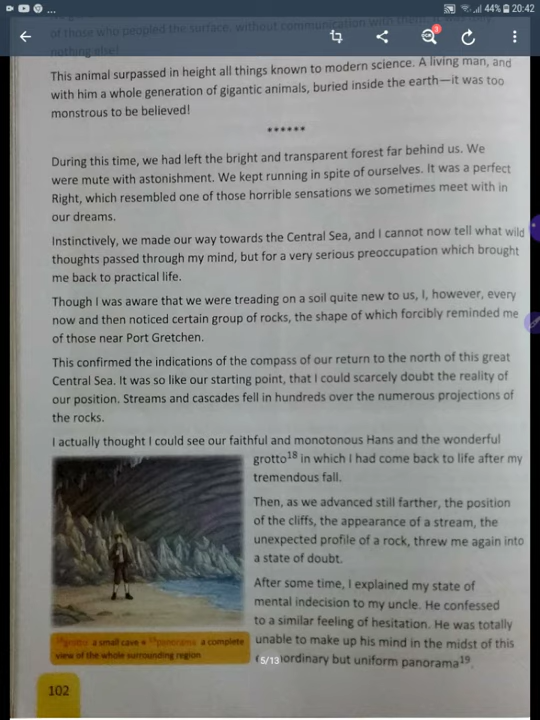 44% 20:42
of those who peopled the surface, without communication with them, it was
nothing else!
This animal surpassed in height all things known to modern science. A living man, and
with him a whole generation of gigantic animals, buried inside the earth—it was too
monstrous to be believed!
******
During this time, we had left the bright and transparent forest far behind us. We
were mute with astonishment. We kept running in spite of ourselves. It was a perfect
Right, which resembled one of those horrible sensations we sometimes meet with in
our dreams.
Instinctively, we made our way towards the Central Sea, and I cannot now tell what wild
thoughts passed through my mind, but for a very serious preoccupation which brought
me back to practical life.
Though I was aware that we were treading on a soil quite new to us, I, however, every
now and then noticed certain group of rocks, the shape of which forcibly reminded me
of those near Port Gretchen.
This confirmed the indications of the compass of our return to the north of this great
Central Sea. It was so like our starting point, that I could scarcely doubt the reality of
our position. Streams and cascades fell in hundreds over the numerous projections of
the rocks.
I actually thought I could see our faithful and monotonous Hans and the wonderful
grotto18 in which I had come back to life after my
tremendous fall.
Then, as we advanced still farther, the position
of the cliffs, the appearance of a stream, the
unexpected profile of a rock, threw me again into
a state of doubt.
After some time, I explained my state of
mental indecision to my uncle. He confessed
to a similar feeling of hesitation. He was totally
unable to make up his mind in the midst of this
ordinary but uniform panorama19.
18grotto a small cave • 19panorama a complete
view of the whole surrounding region
5/13
102